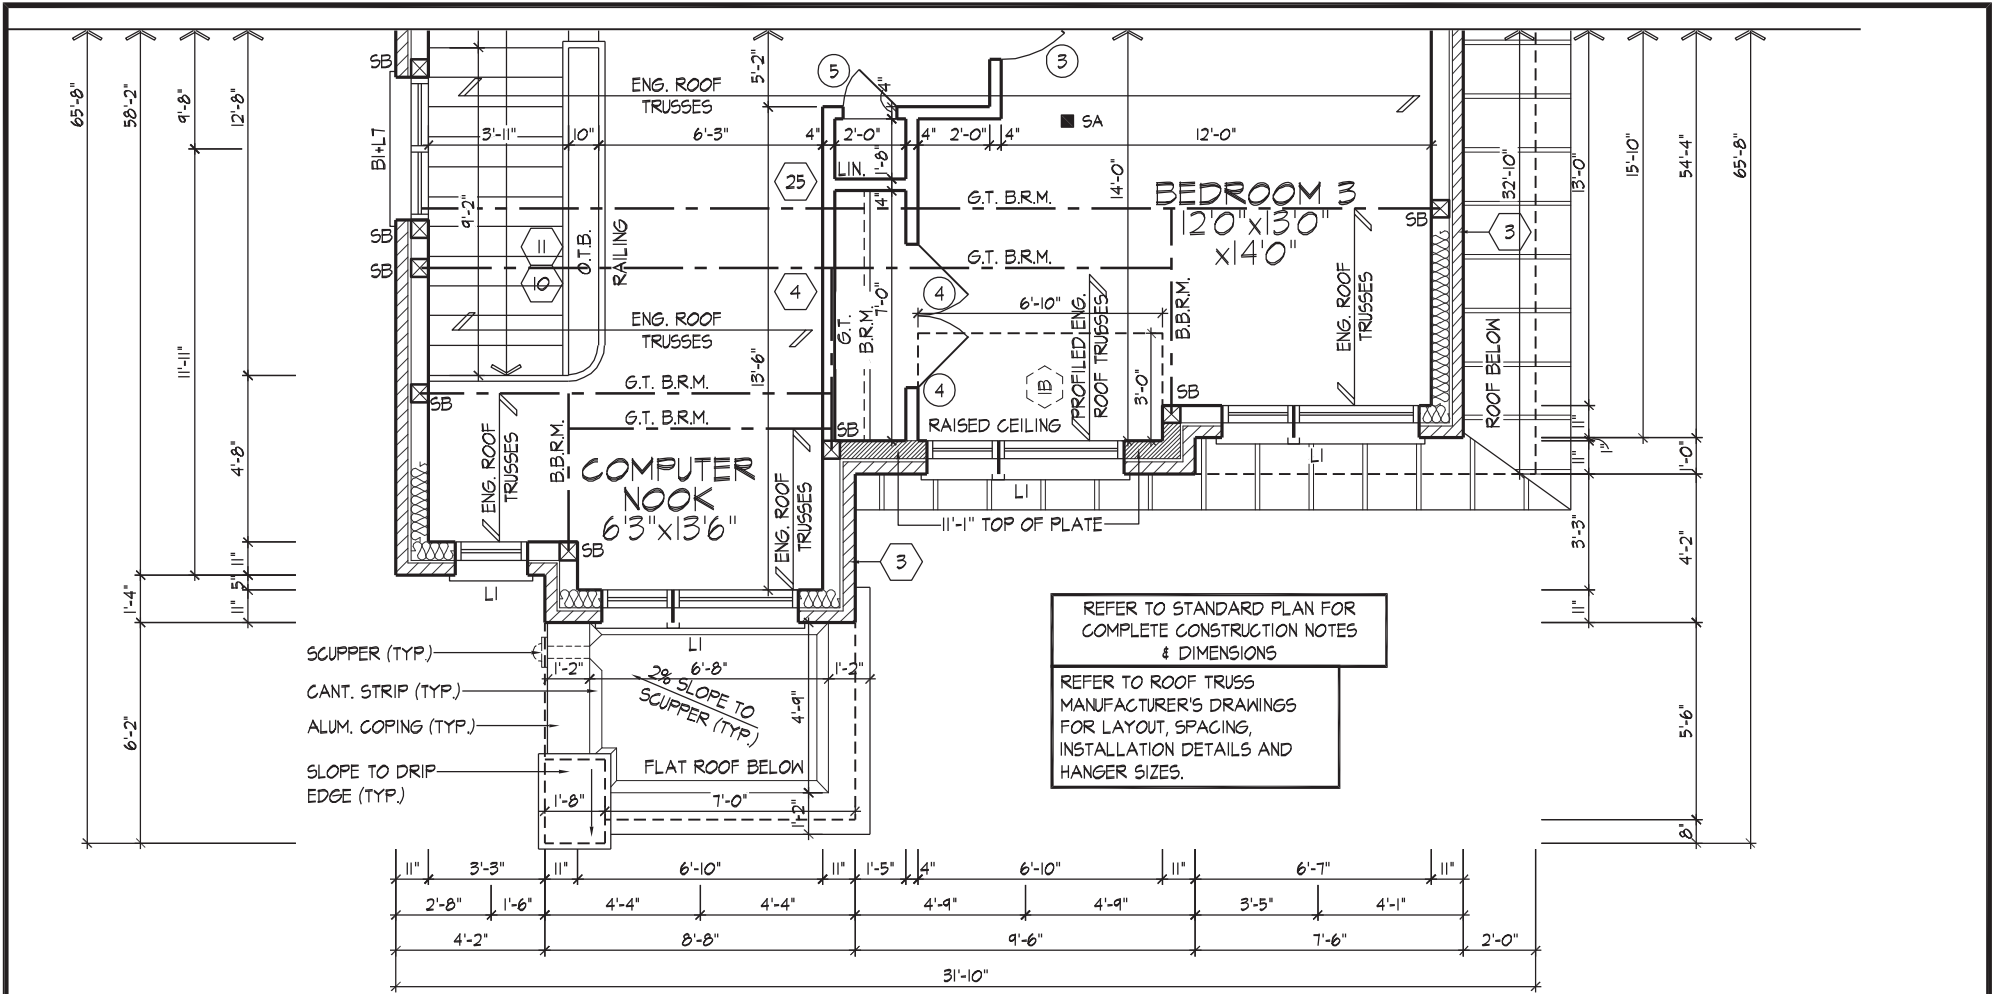 65'-8"
58'-2"
9'-8"
12'-8"
SB
B1+L7
ENG. ROOF
TRUSSES
5'-2"
5
4"
3
SA
3'-11"
10"
6'-3"
4"
2'-0"
4"
2'-0"
4"
12'-0"
LIN.
1'-8"
25
14"
14'-0"
9'-2"
G.T. B.R.M.
BEDROOM 3
12'0"x13'0"
x14'0"
SB
32'-10"
13'-0"
15'-10"
54'-4"
65'-8"
3
SB
SB
11
10
O.T.B.
RAILING
G.T. B.R.M.
4
7'-0"
4
6'-10"
ENG. ROOF
TRUSSES
G.T.
B.R.M.
PROFILED ENG.
ROOF TRUSSES
B.B.R.M.
ENG. ROOF
TRUSSES
ROOF BELOW
11'-11"
13'-6"
G.T. B.R.M.
SB
4
1B
3'-0"
SB
G.T. B.R.M.
RAISED CEILING
SB
4'-8"
ENG. ROOF
TRUSSES
B.B.R.M.
COMPUTER
NOOK
6'3"x13'6"
ENG. ROOF
TRUSSES
L1
L1
11"
1"
11"
1'-0"
11'-1" TOP OF PLATE
3'-3"
4'-2"
SB
3
11"
5"
11"
1'-4"
L1
11"
REFER TO STANDARD PLAN FOR
COMPLETE CONSTRUCTION NOTES
& DIMENSIONS
REFER TO ROOF TRUSS
MANUFACTURER'S DRAWINGS
FOR LAYOUT, SPACING,
INSTALLATION DETAILS AND
HANGER SIZES.
L1
SCUPPER (TYP.)
1'-2"
6'-8"
1'-2"
CANT. STRIP (TYP.)
2% SLOPE TO
SCUPPER (TYP.)
4'-9"
ALUM. COPING (TYP.)
6'-2"
5'-6"
SLOPE TO DRIP
EDGE (TYP.)
FLAT ROOF BELOW
1'-8"
7'-0"
1'-2"
8"
11"
3'-3"
11"
6'-10"
11"
1'-5"
4"
6'-10"
11"
6'-7"
11"
2'-8"
1'-6"
4'-4"
4'-4"
4'-9"
4'-9"
3'-5"
4'-1"
4'-2"
8'-8"
9'-6"
7'-6"
2'-0"
31'-10"